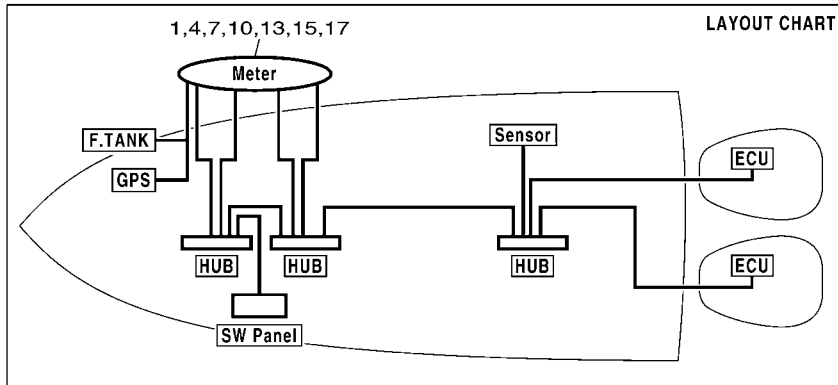 1,4,7,10,13,15,17
LAYOUT CHART
Meter
F.TANK
Sensor
GPS
ECU
HUB
HUB
HUB
ECU
SW Panel